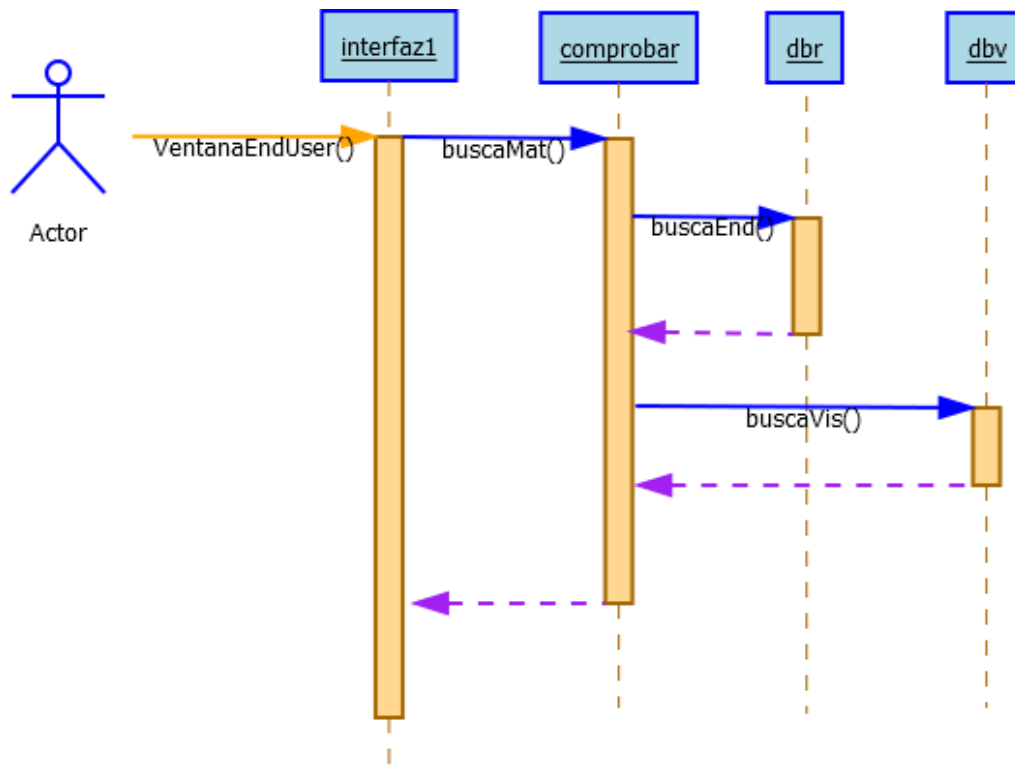 interfaz1
comprobar
dbr
dbv
Actor
VentanaEndUser()
buscaMat()
buscaEnd()
buscaVis()